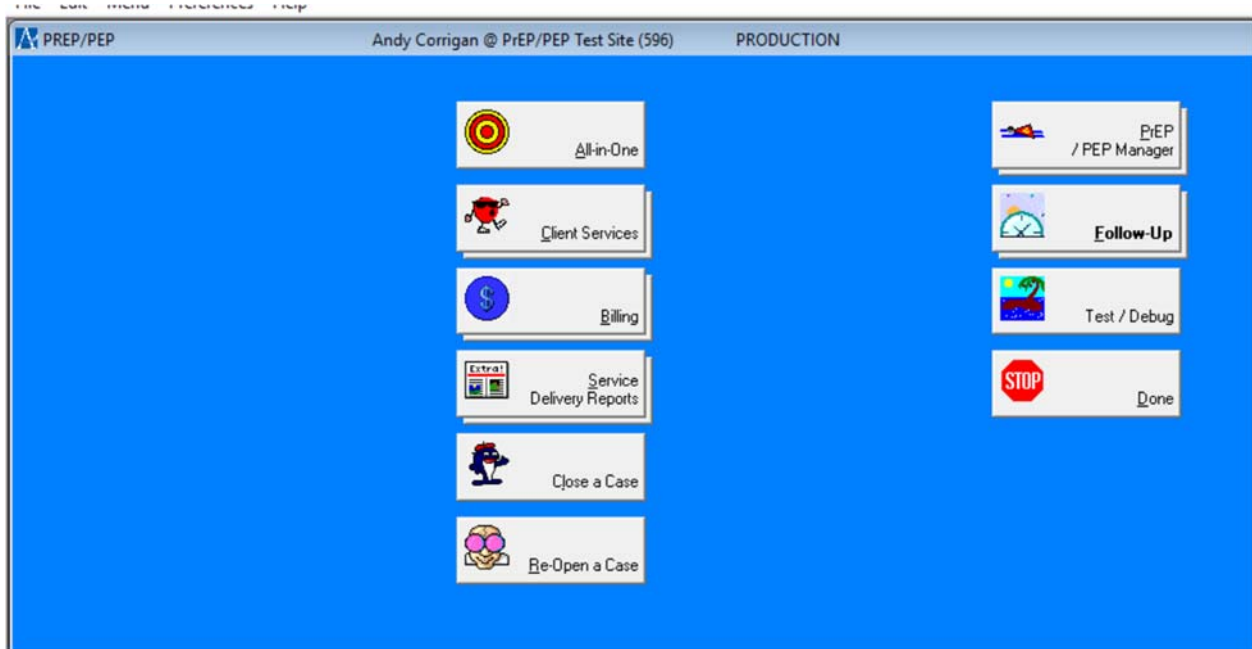 PREP/PEP Andy Corrigan @ PrEP/PEP Test Site (596) PRODUCTION
All-in-One
Client Services
$
Billing
Extra!
Service
Delivery Reports
Close a Case
Re-Open a Case
PrEP
/ PEP Manager
Follow-Up
Test / Debug
STOP
Done